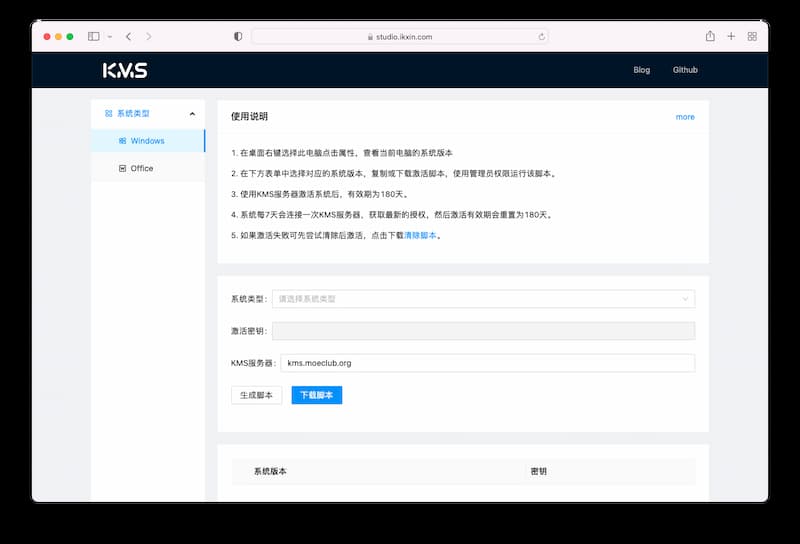 studio.ikxin.com
KMS
Blog
Github
系统类型
Windows
Office
使用说明
more
1. 在桌面右键选择此电脑点击属性，查看当前电脑的系统版本
2. 在下方表单中选择对应的系统版本，复制或下载激活脚本，使用管理员权限运行该脚本。
3. 使用KMS服务器激活系统后，有效期为180天。
4. 系统每7天会连接一次KMS服务器，获取最新的授权，然后激活有效期会重置为180天。
5. 如果激活失败可先尝试清除后激活，点击下载清除脚本。
系统类型：
请选择系统类型
激活密钥：
KMS服务器：
kms.moeclub.org
生成脚本
下载脚本
系统版本
密钥